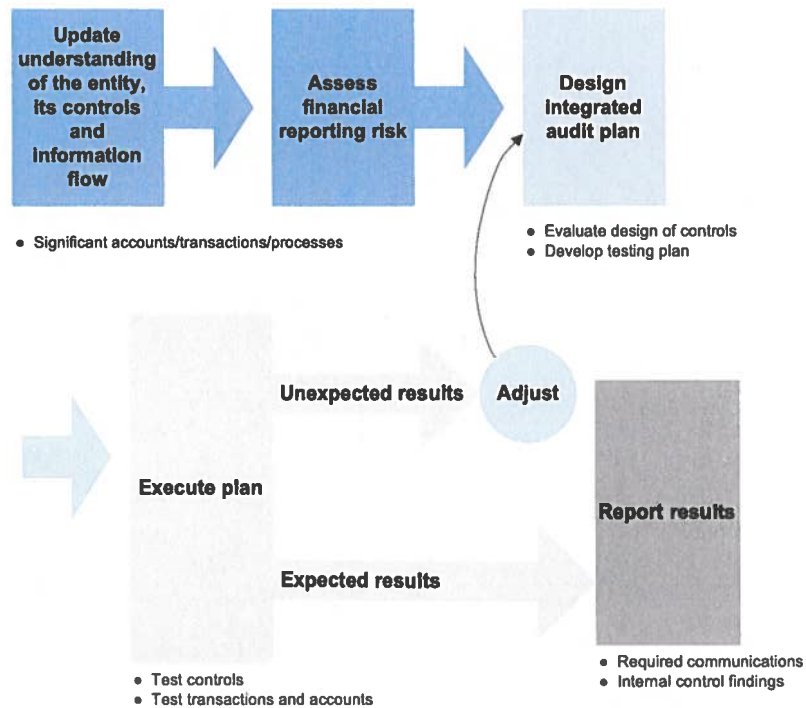 Update
understanding
of the entity,
its controls
and
information
flow
Assess
financial
reporting risk
Design
integrated
audit plan
● Significant accounts/transactions/processes
● Evaluate design of controls
● Develop testing plan
Unexpected results
Adjust
Execute plan
Report results
Expected results
● Required communications
● Internal control findings
● Test controls
● Test transactions and accounts